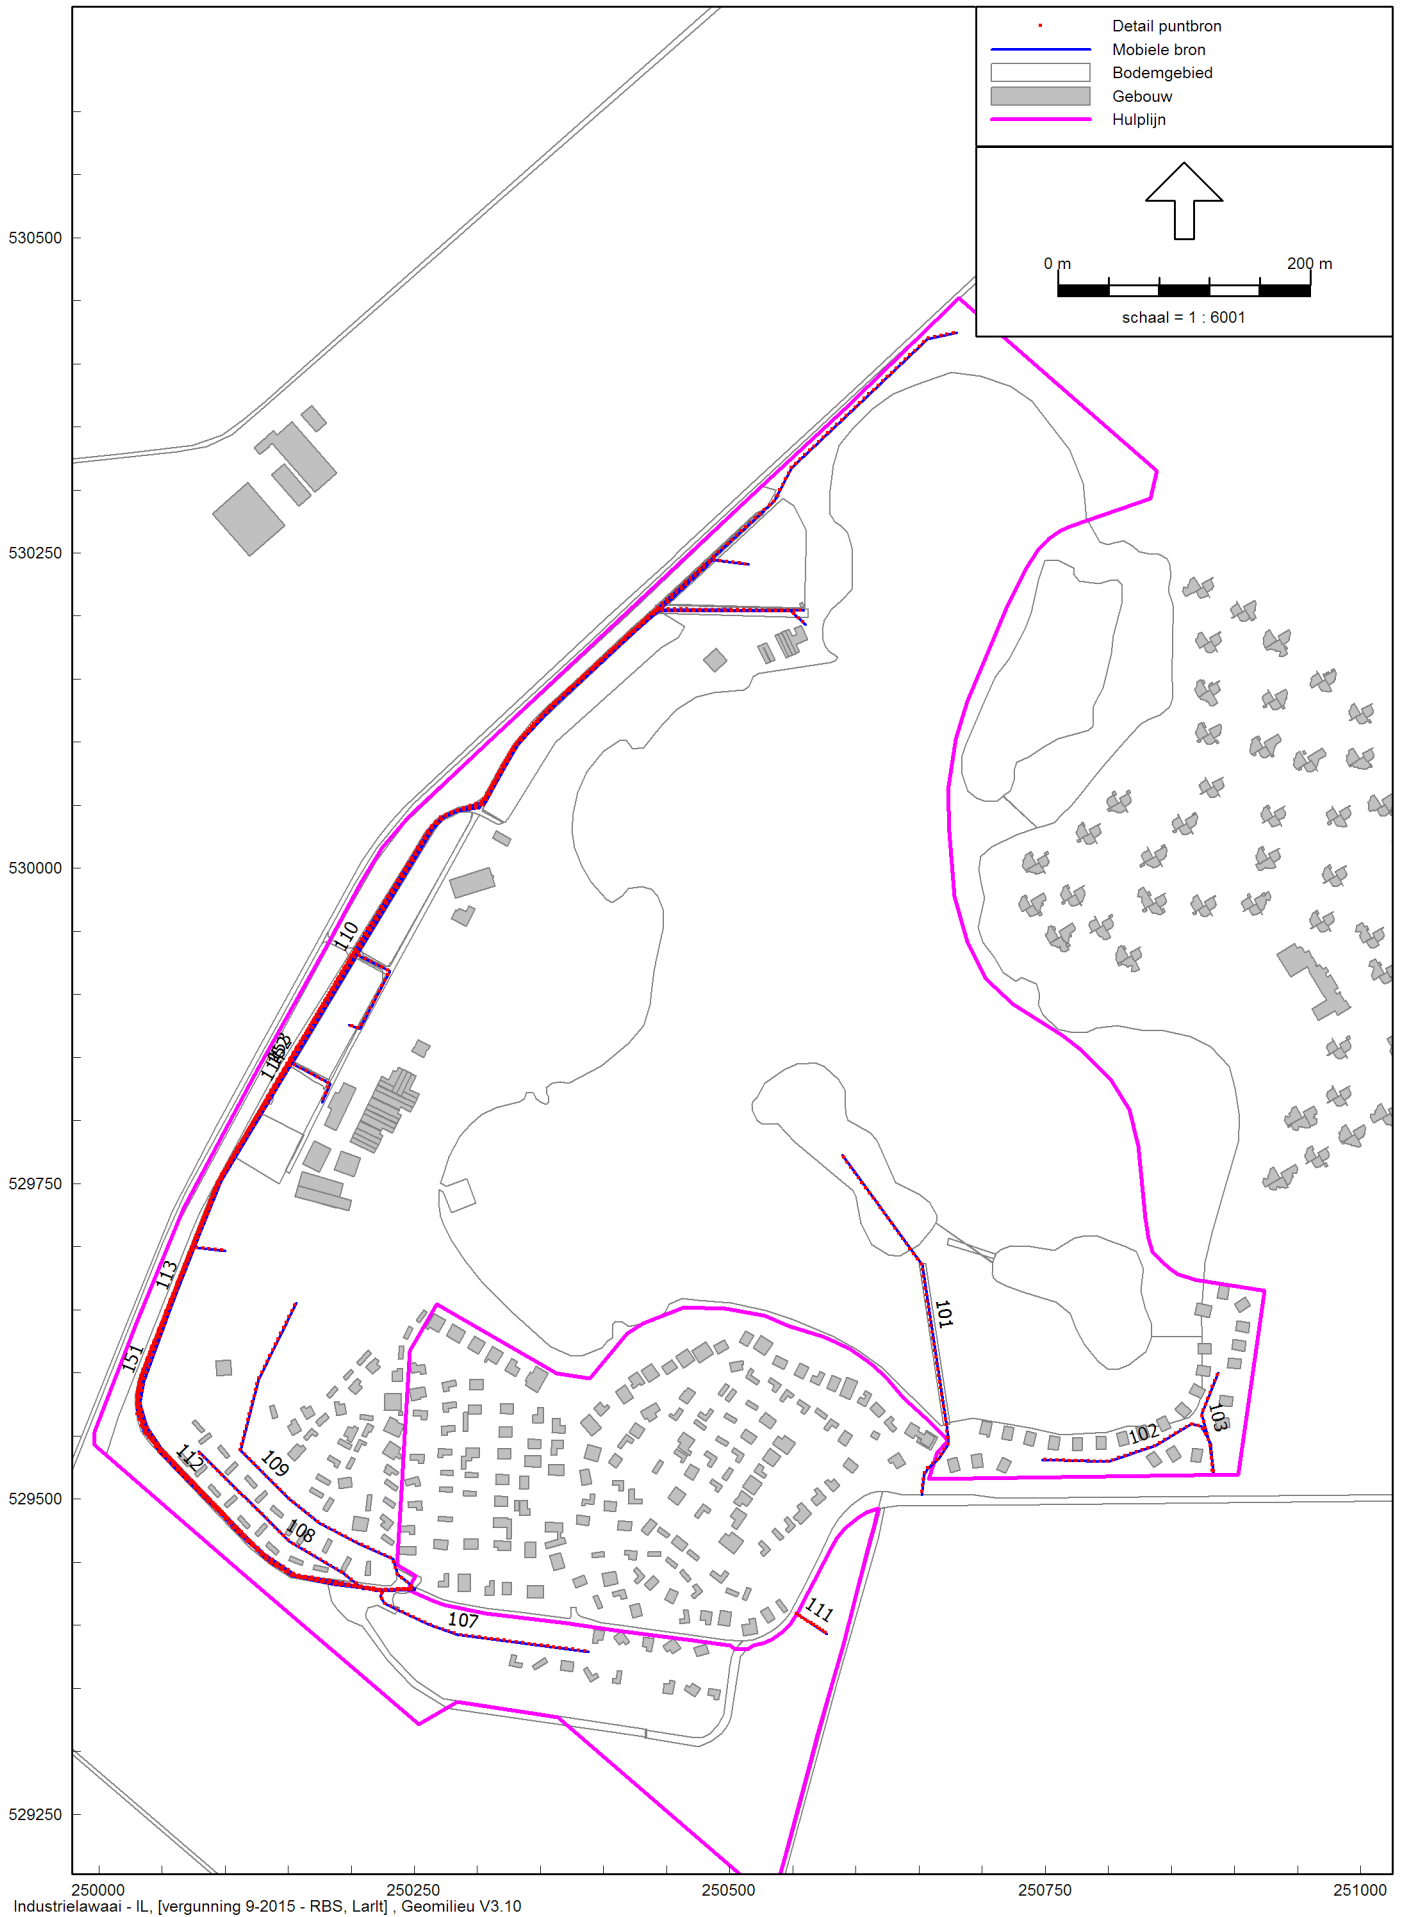 Detail puntbron
Mobiele bron
Bodemgebied
Gebouw
Hulplijn
0 m 200 m
schaal = 1 : 6001
530500
530250
530000
529750
529500
529250
110
113
151
101
102
103
112
109
108
107
111
250000 250250 250500 250750 251000
Industrielawaai - IL, [vergunning 9-2015 - RBS, Larlt] , Geomilieu V3.10